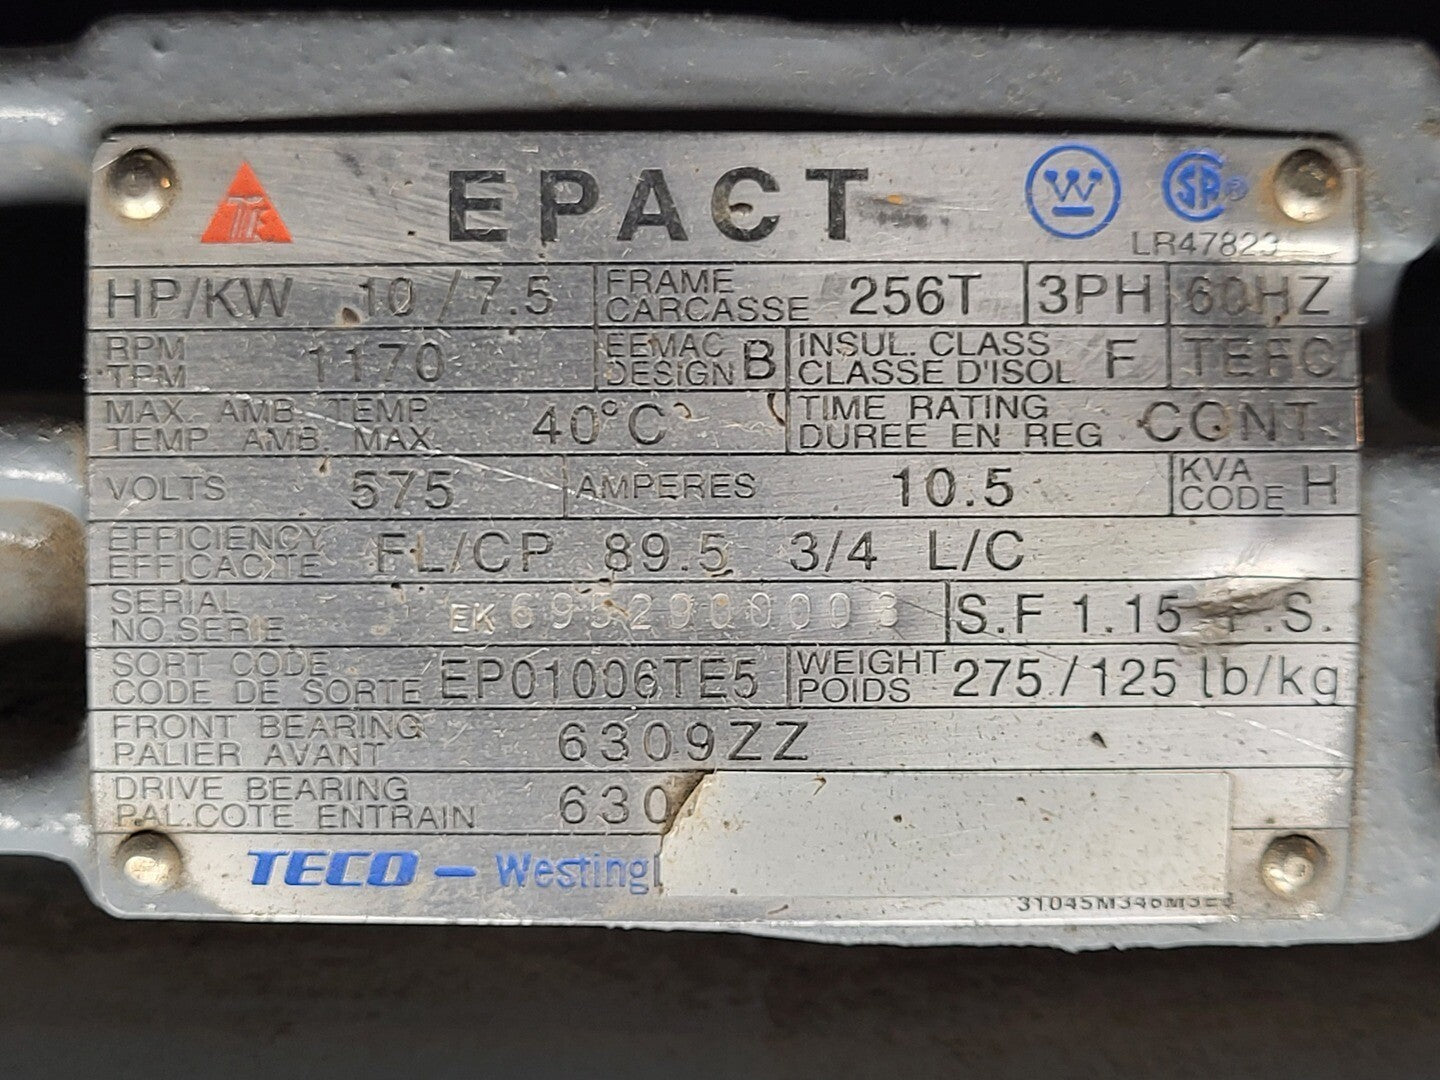 EPACT
LR47823
HP/KW 10/7.5 FRAME CARCASSE 256T 3PH 60HZ
RPM TPM 1170 EEMAC DESIGN B INSUL. CLASS CLASSE D'ISOL F TEFC
MAX. AMB. TEMP. TEMP. AMB. MAX. 40°C TIME RATING DUREE EN REG CONT.
VOLTS 575 AMPERES 10.5 KVA CODE H
EFFICIENCY EFFICACITE FL/CP 89.5 3/4 L/C
SERIAL NO.SERIE S.F 1.15 F.S.
SORT CODE CODE DE SORTE EP01006TE5 WEIGHT POIDS 275./125 lb/kg
FRONT BEARING PALIER AVANT 6309ZZ
DRIVE BEARING PAL.COTE ENTRAIN 630
TECO - Westing